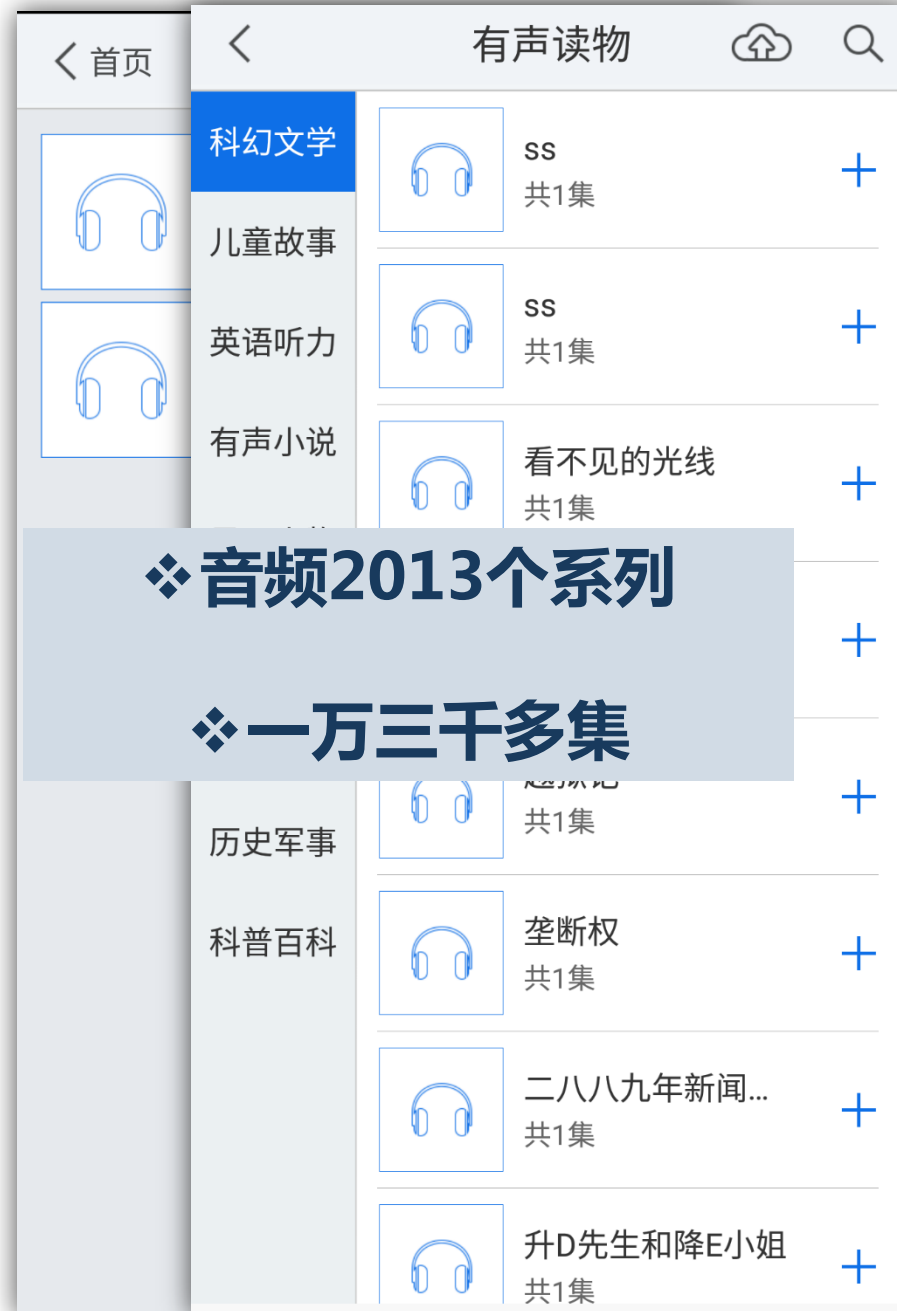 首页
有声读物
科幻文学
儿童故事
英语听力
有声小说
历史军事
科普百科
ss
共1集
ss
共1集
看不见的光线
共1集
❖音频2013个系列
❖一万三千多集
共1集
垄断权
共1集
二八八九年新闻...
共1集
升D先生和降E小姐
共1集